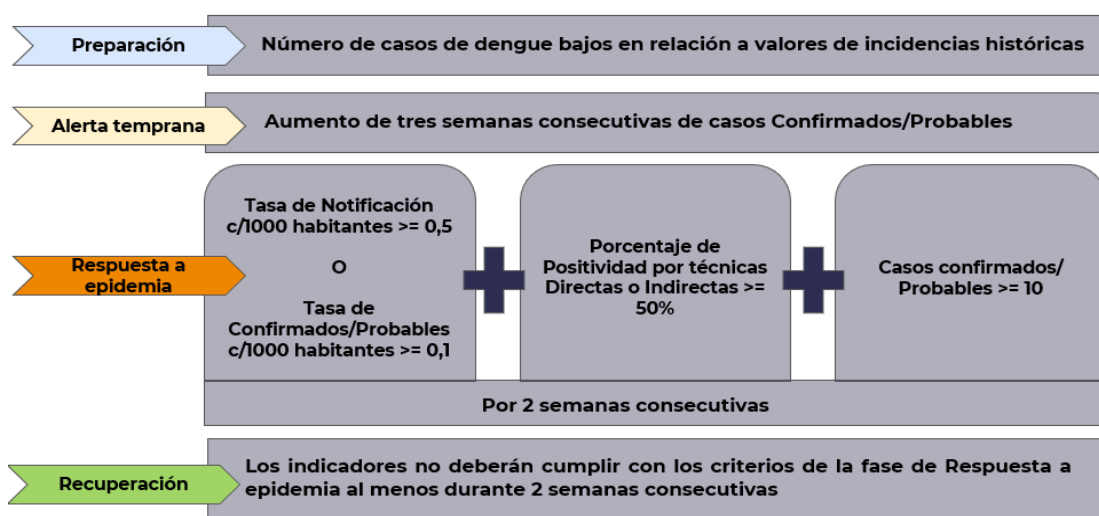 Preparación
Número de casos de dengue bajos en relación a valores de incidencias históricas
Alerta temprana
Aumento de tres semanas consecutivas de casos Confirmados/Probables
Respuesta a
epidemia
Tasa de Notificación
c/1000 habitantes >= 0,5
O
Tasa de
Confirmados/Probables
c/1000 habitantes >= 0,1
Porcentaje de
Positividad por técnicas
Directas o Indirectas >=
50%
Casos confirmados/
Probables >= 10
Por 2 semanas consecutivas
Recuperación
Los indicadores no deberán cumplir con los criterios de la fase de Respuesta a
epidemia al menos durante 2 semanas consecutivas